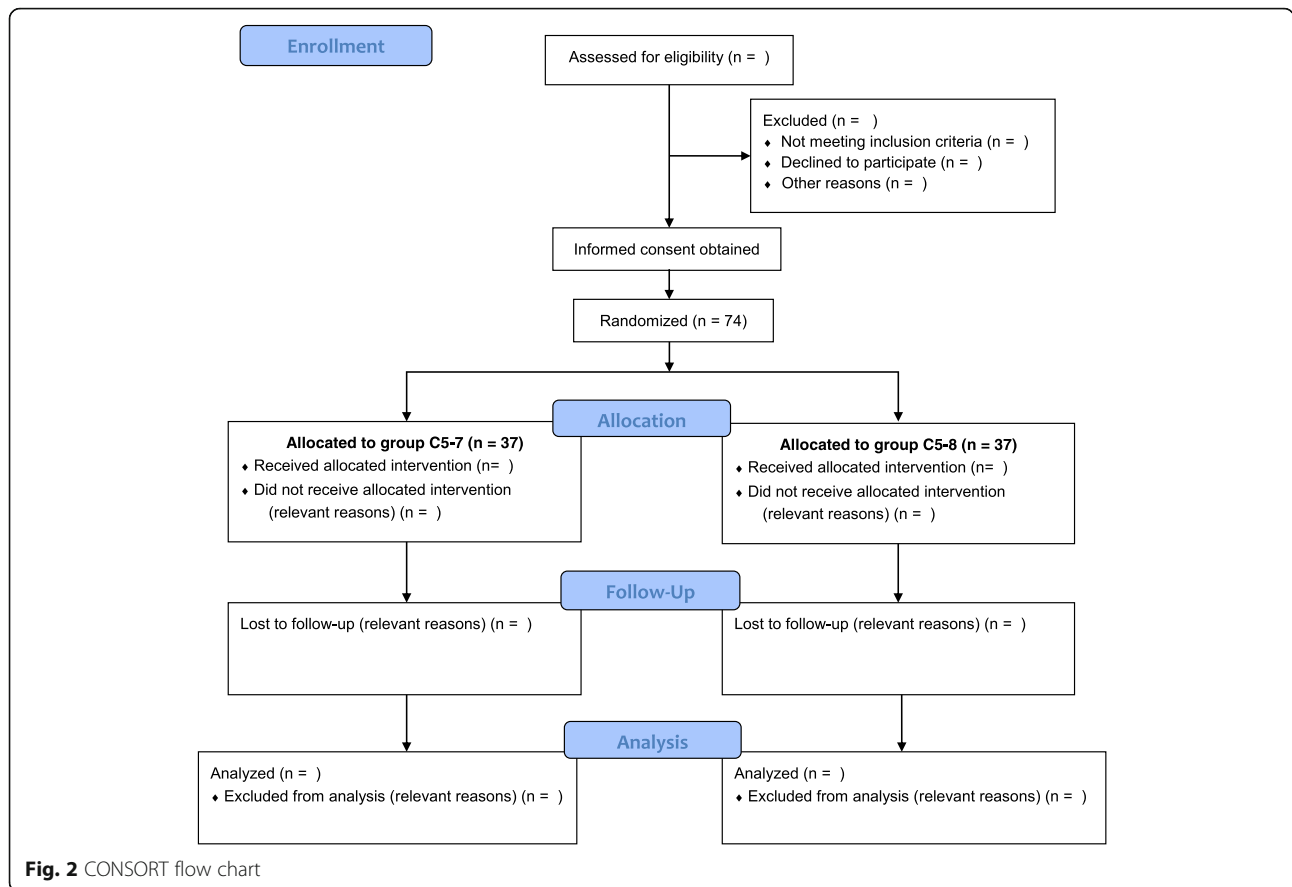 Enrollment
Assessed for eligibility (n =  )
Excluded (n =  )
♦ Not meeting inclusion criteria (n =  )
♦ Declined to participate (n =  )
♦ Other reasons (n =  )
Informed consent obtained
Randomized (n = 74)
Allocation
Allocated to group C5-7 (n = 37)
♦ Received allocated intervention (n=  )
♦ Did not receive allocated intervention
(relevant reasons) (n =  )
Allocated to group C5-8 (n = 37)
♦ Received allocated intervention (n=  )
♦ Did not receive allocated intervention
(relevant reasons) (n =  )
Follow-Up
Lost to follow-up (relevant reasons) (n =  )
Lost to follow-up (relevant reasons) (n =  )
Analysis
Analyzed (n =  )
♦ Excluded from analysis (relevant reasons) (n =  )
Analyzed (n =  )
♦ Excluded from analysis (relevant reasons) (n =  )
Fig. 2 CONSORT flow chart